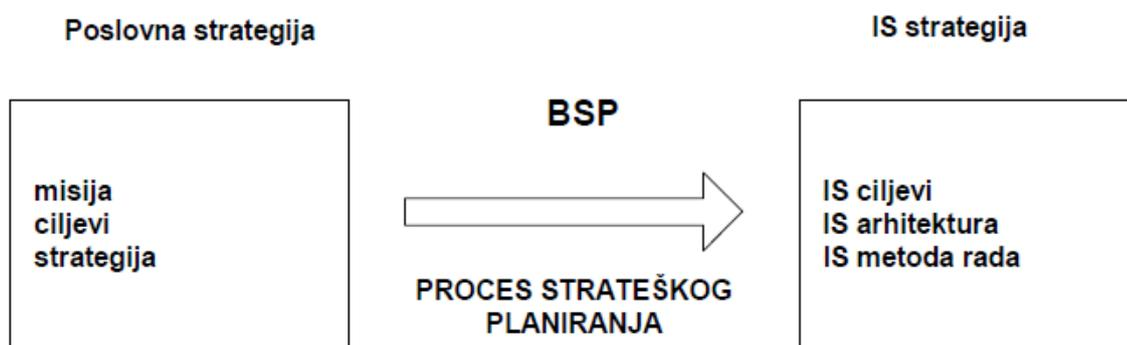 Poslovna strategija
IS strategija
BSP
misija
ciljevi
strategija
PROCES STRATEŠKOG
PLANIRANJA
IS ciljevi
IS arhitektura
IS metoda rada